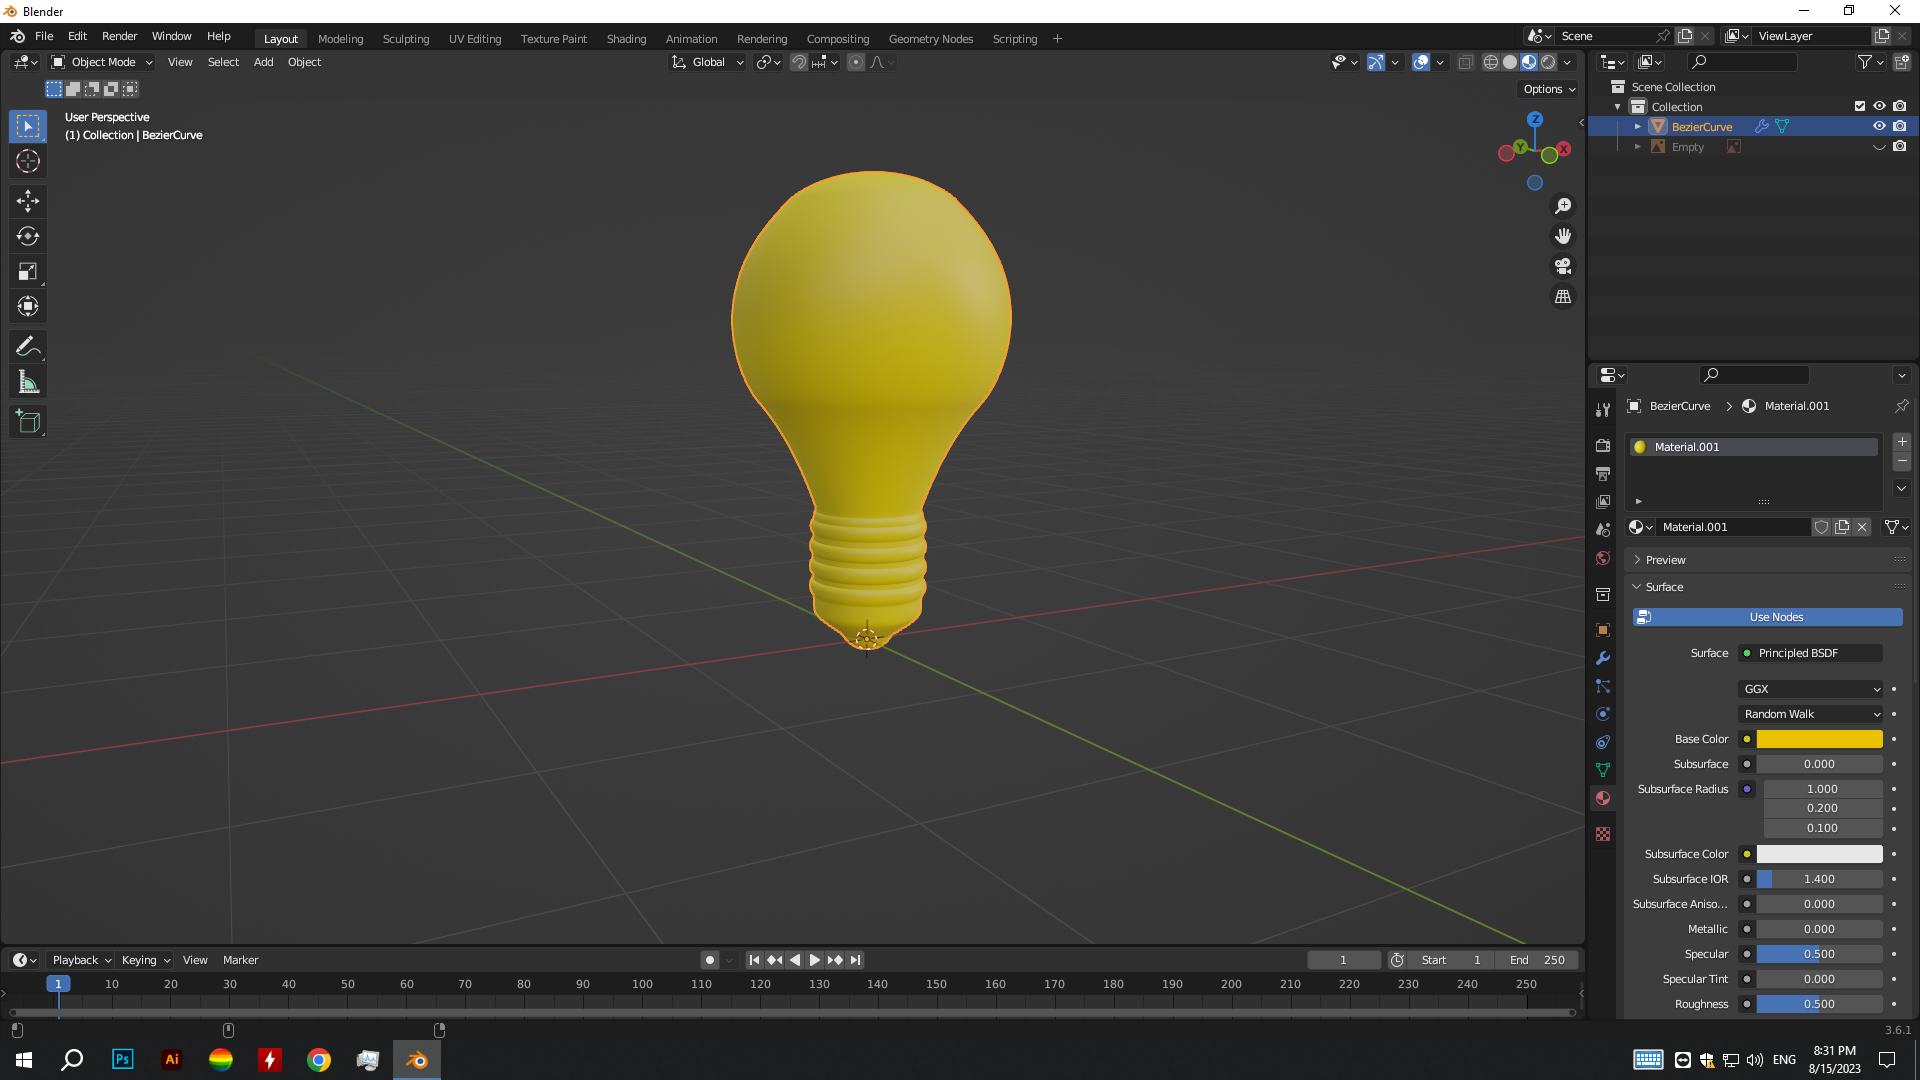 Blender
File Edit Render Window Help
Layout Modeling Sculpting UV Editing Texture Paint Shading Animation Rendering Compositing Geometry Nodes Scripting +
Scene
ViewLayer
Object Mode View Select Add Object
Global
Options
User Perspective
(1) Collection | BezierCurve
Z
Y
X
Scene Collection
Collection
BezierCurve
Empty
BezierCurve > Material.001
Material.001
Material.001
Preview
Surface
Use Nodes
Surface Principled BSDF
GGX
Random Walk
Base Color
Subsurface 0.000
Subsurface Radius 1.000
0.200
0.100
Subsurface Color
Subsurface IOR 1.400
Subsurface Aniso... 0.000
Metallic 0.000
Specular 0.500
Specular Tint 0.000
Roughness 0.500
Playback Keying View Marker
1 Start 1 End 250
1 10 20 30 40 50 60 70 80 90 100 110 120 130 140 150 160 170 180 190 200 210 220 230 240 250
3.6.1
Ps
Ai
ENG
8:31 PM
8/15/2023